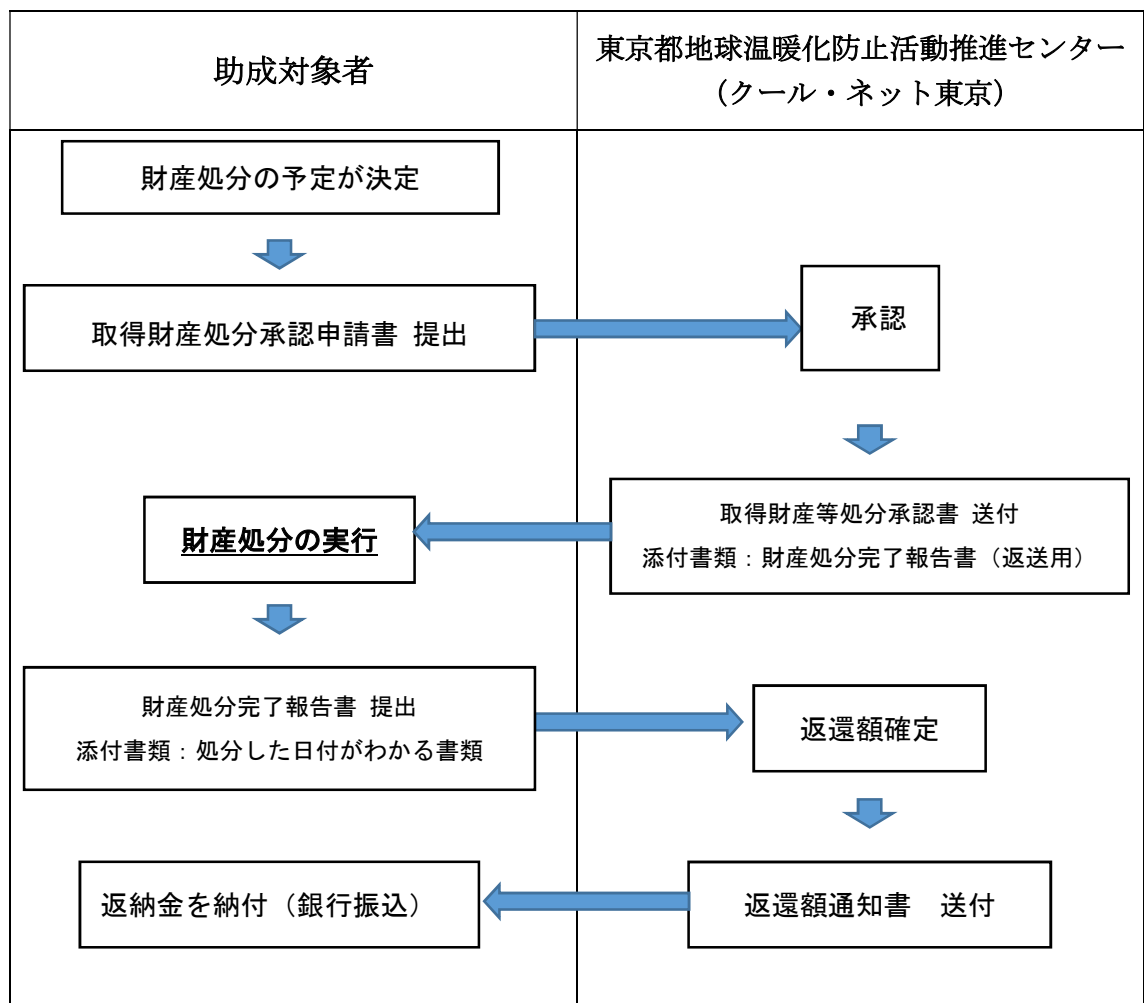 助成対象者
東京都地球温暖化防止活動推進センター
（クール・ネット東京）
財産処分の予定が決定
取得財産処分承認申請書 提出
承認
取得財産等処分承認書 送付
添付書類：財産処分完了報告書（返送用）
財産処分の実行
財産処分完了報告書 提出
添付書類：処分した日付がわかる書類
返還額確定
返還額通知書　送付
返納金を納付（銀行振込）